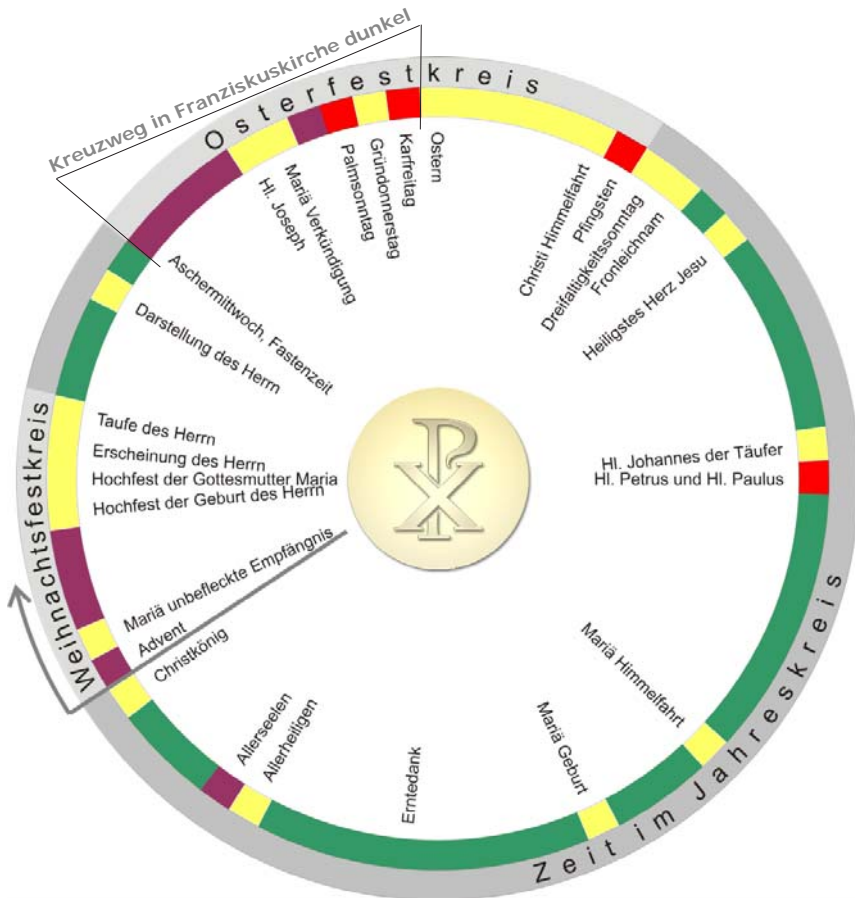 Kreuzweg in Franziskuskirche dunkel
Osterfestkreis
Ostern
Christi Himmelfahrt
Pfingsten
Dreifaltigkeitssonntag
Fronleichnam
Heiligstes Herz Jesu
Hl. Johannes der Täufer
Hl. Petrus und Hl. Paulus
Zeit im Jahreskreis
Mariä Himmelfahrt
Mariä Geburt
Erntedank
Allerheiligen
Allerseelen
Christkönig
Advent
Mariä unbefleckte Empfängnis
Weihnachtsfestkreis
Hochfest der Geburt des Herrn
Hochfest der Gottesmutter Maria
Erscheinung des Herrn
Taufe des Herrn
Darstellung des Herrn
Aschermittwoch, Fastenzeit
Hl. Joseph
Mariä Verkündigung
Palmsonntag
Gründonnerstag
Karfreitag